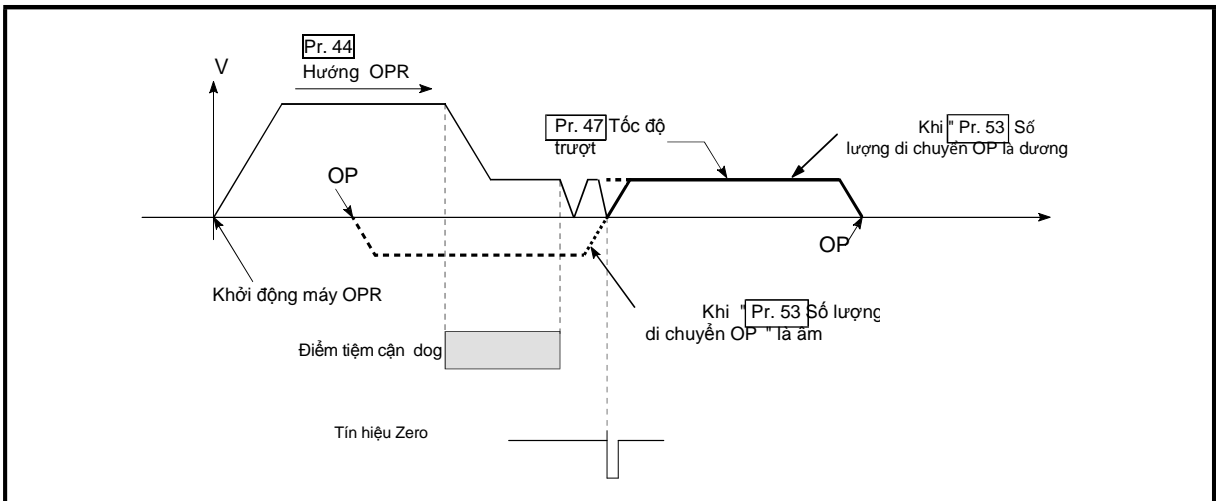 Pr. 44
Hướng OPR
V
Pr. 47 Tốc độ
trượt
Khi " Pr. 53 Số
lượng di chuyển OP là dương
OP
OP
Khởi động máy OPR
Khi " Pr. 53 Số lượng
di chuyển OP " là âm
Điểm tiệm cận dog
Tín hiệu Zero